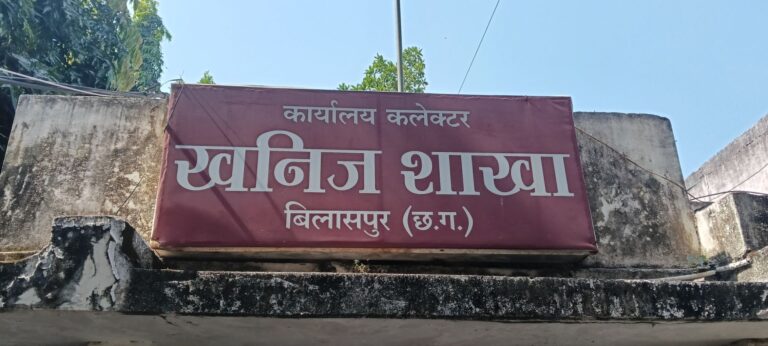 कार्यालय कलेक्टर
खनिज शाखा
बिलासपुर (छ.ग.)